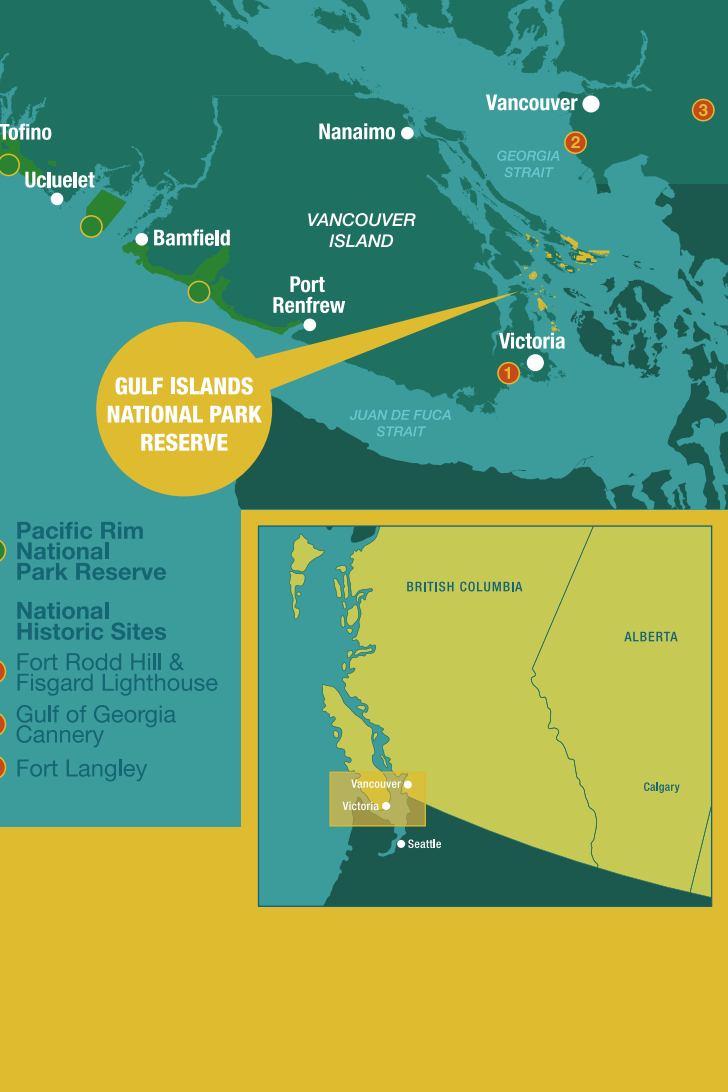 Vancouver
3
Tofino
Nanaimo
2
GEORGIA
STRAIT
Ucluelet
VANCOUVER
ISLAND
Bamfield
Port
Renfrew
Victoria
1
GULF ISLANDS
NATIONAL PARK
RESERVE
JUAN DE FUCA
STRAIT
Pacific Rim
National
Park Reserve
National
Historic Sites
Fort Rodd Hill &
Fisgard Lighthouse
Gulf of Georgia
Cannery
Fort Langley
BRITISH COLUMBIA
ALBERTA
Vancouver
Calgary
Victoria
Seattle